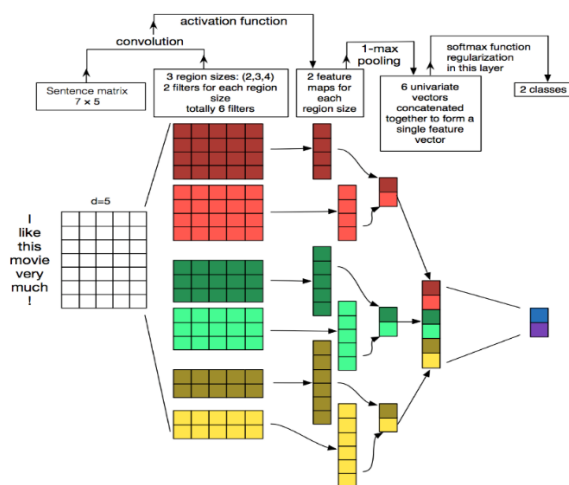 activation function
convolution
1-max
pooling
softmax function
regularization
in this layer
Sentence matrix
7 × 5
3 region sizes: (2,3,4)
2 filters for each region
size
totally 6 filters
2 feature
maps for
each
region size
6 univariate
vectors
concatenated
together to form a
single feature
vector
2 classes
d=5
I
like
this
movie
very
much
!